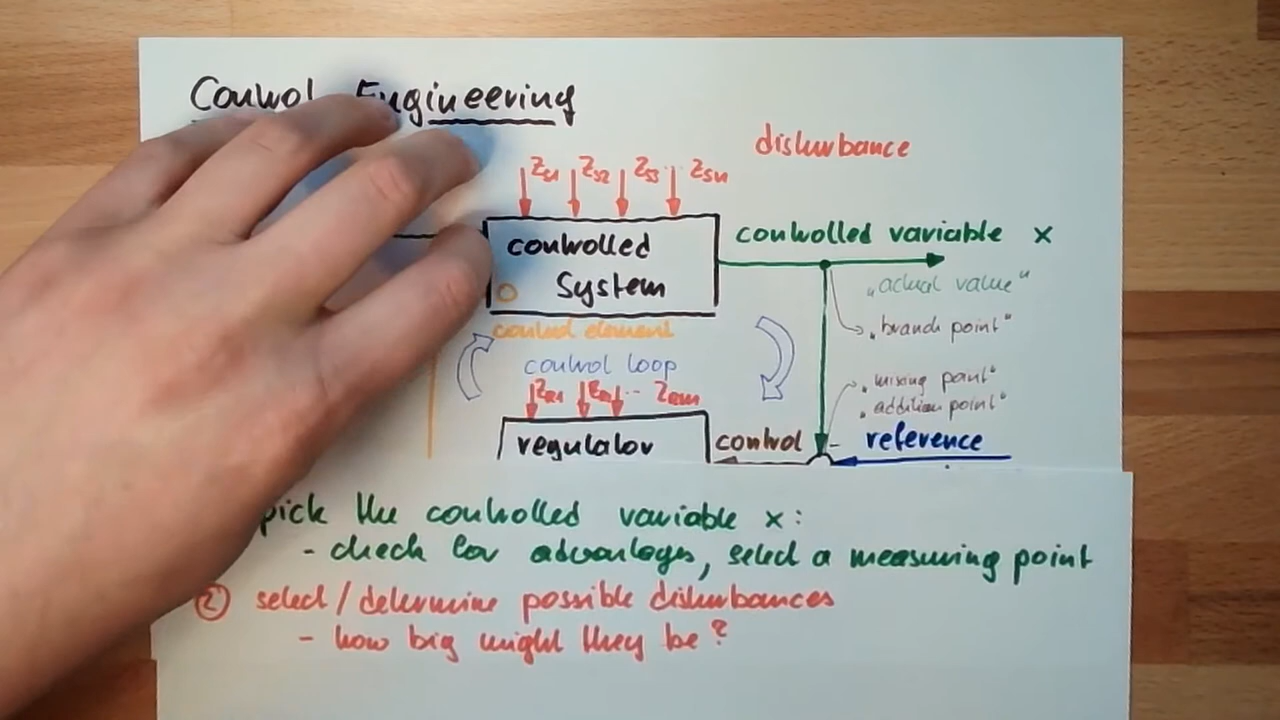 Control Engineering
disturbance
Zs1 Zs2 Zs3 ... Zsn
controlled
System
controlled variable x
"actual value"
"branch point"
control element
control loop
"mixing point"
"addition point"
ZR1 ZR2 ... ZRm
regulator
control
-
reference
pick the controlled variable x:
- check for advantages, select a measuring point
2 select/determine possible disturbances
- how big might they be?